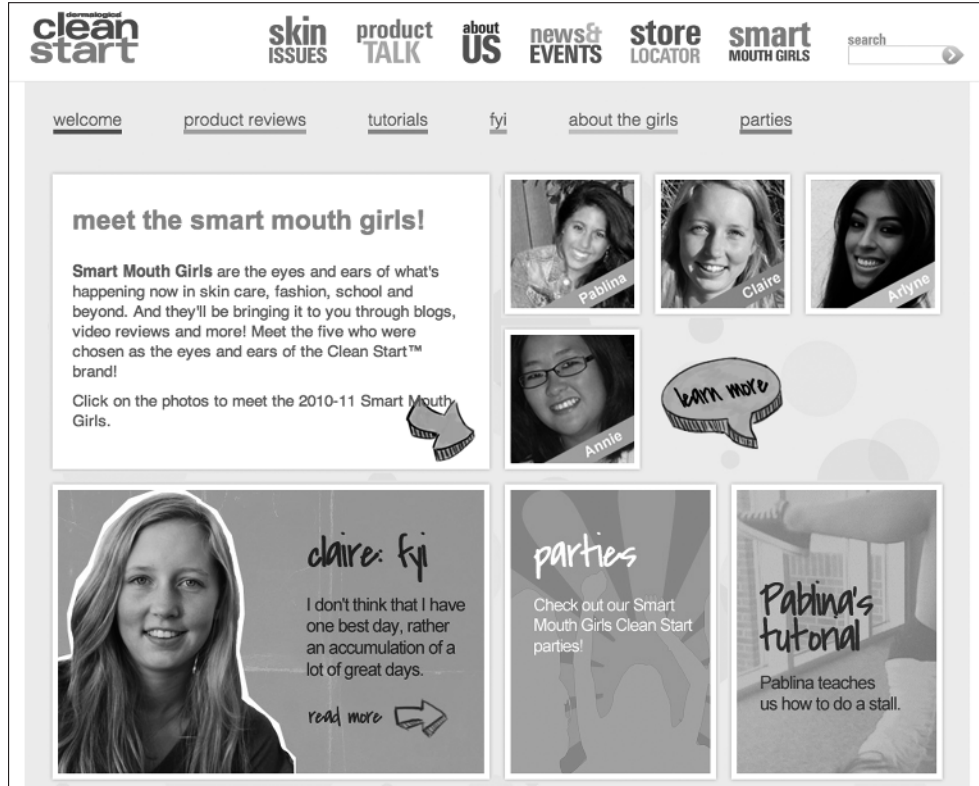 dermalogica
clean
start
skin
ISSUES
product
TALK
about
US
news&
EVENTS
store
LOCATOR
smart
MOUTH GIRLS
search
welcome
product reviews
tutorials
fyi
about the girls
parties
meet the smart mouth girls!
Smart Mouth Girls are the eyes and ears of what's
happening now in skin care, fashion, school and
beyond. And they'll be bringing it to you through blogs,
video reviews and more! Meet the five who were
chosen as the eyes and ears of the Clean Start™
brand!
Click on the photos to meet the 2010-11 Smart Mouth
Girls.
Pablina
Claire
Arlyne
Annie
learn more
claire: fyi
I don't think that I have
one best day, rather
an accumulation of a
lot of great days.
read more
parties
Check out our Smart
Mouth Girls Clean Start
parties!
Pablina's
tutorial
Pablina teaches
us how to do a stall.